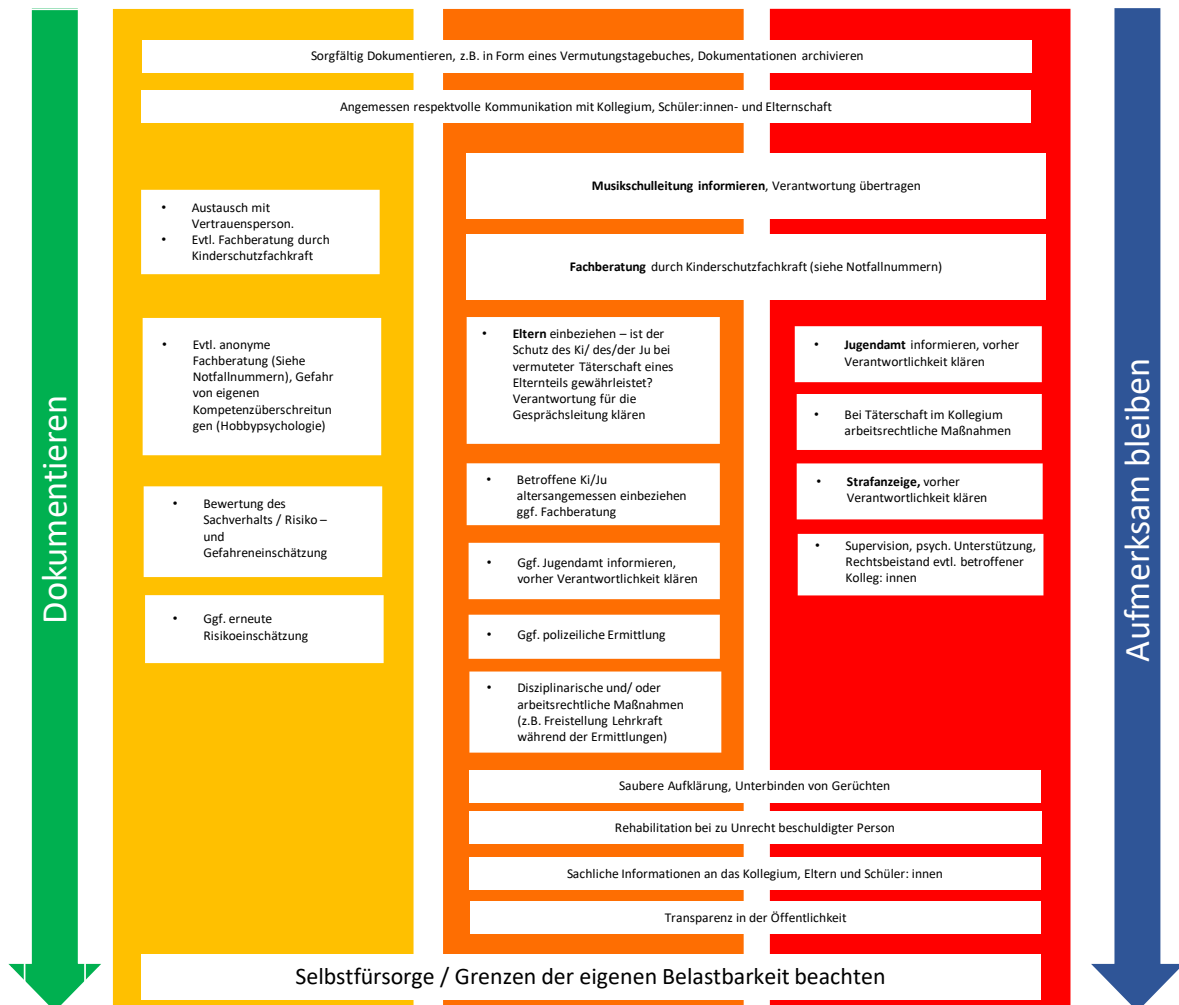 Sorgfältig Dokumentieren, z.B. in Form eines Vermutungstagebuches, Dokumentationen archivieren
Angemessen respektvolle Kommunikation mit Kollegium, Schüler:innen- und Elternschaft
Musikschulleitung informieren, Verantwortung übertragen
• Austausch mit
Vertrauensperson.
• Evtl. Fachberatung durch
Kinderschutzfachkraft
Fachberatung durch Kinderschutzfachkraft (siehe Notfallnummern)
• Evtl. anonyme
Fachberatung (Siehe
Notfallnummern), Gefahr
von eigenen
Kompetenzüberschreitun
gen (Hobbypsychologie)
• Bewertung des
Sachverhalts / Risiko –
und
Gefahreneinschätzung
• Ggf. erneute
Risikoeinschätzung
• Eltern einbeziehen – ist der
Schutz des Ki/ des/der Ju bei
vermuteter Täterschaft eines
Elternteils gewährleistet?
Verantwortung für die
Gesprächsleitung klären
• Betroffene Ki/Ju
altersangemessen einbeziehen
ggf. Fachberatung
• Ggf. Jugendamt informieren,
vorher Verantwortlichkeit klären
• Ggf. polizeiliche Ermittlung
• Disziplinarische und/ oder
arbeitsrechtliche Maßnahmen
(z.B. Freistellung Lehrkraft
während der Ermittlungen)
• Jugendamt informieren, vorher
Verantwortlichkeit klären
• Bei Täterschaft im Kollegium
arbeitsrechtliche Maßnahmen
• Strafanzeige, vorher
Verantwortlichkeit klären
• Supervision, psych. Unterstützung,
Rechtsbeistand evtl. betroffener
Kolleg: innen
Saubere Aufklärung, Unterbinden von Gerüchten
Rehabilitation bei zu Unrecht beschuldigter Person
Sachliche Informationen an das Kollegium, Eltern und Schüler: innen
Transparenz in der Öffentlichkeit
Selbstfürsorge / Grenzen der eigenen Belastbarkeit beachten
Dokumentieren
Aufmerksam bleiben